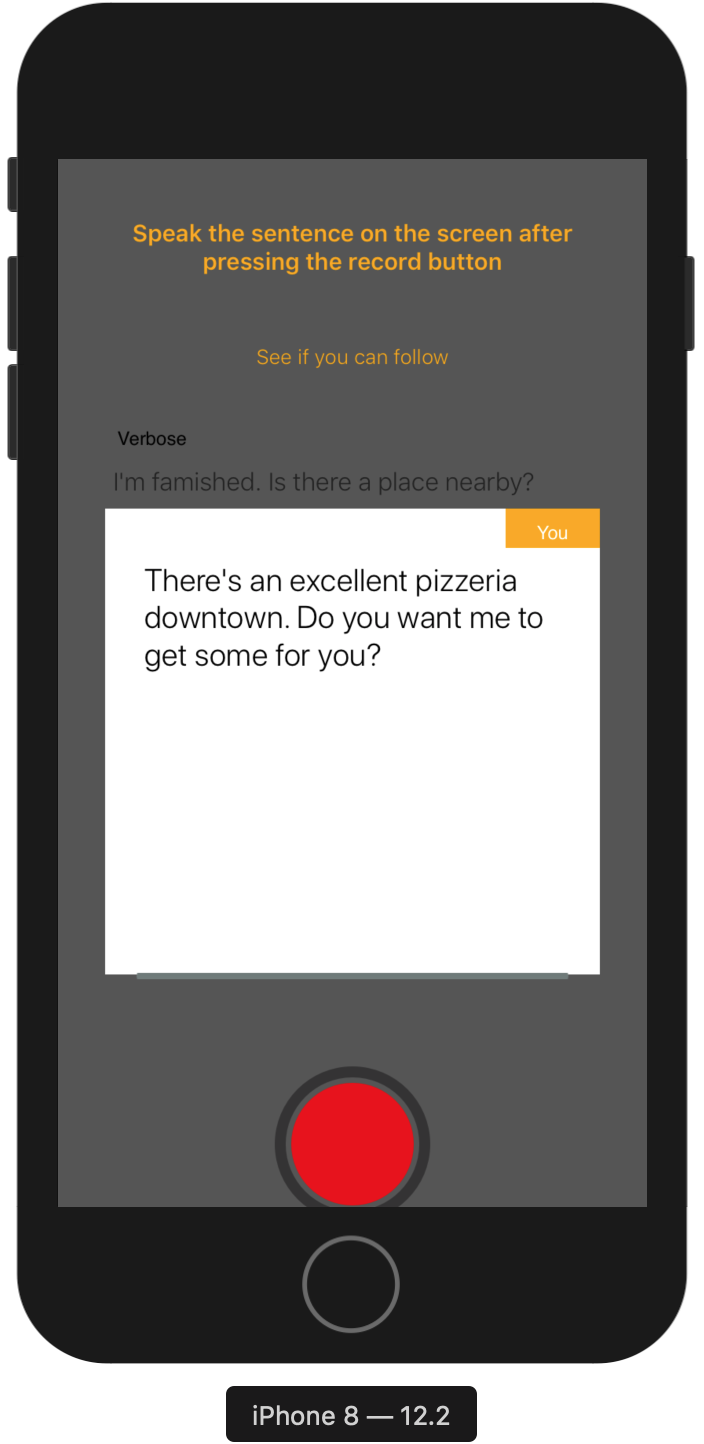 Speak the sentence on the screen after
pressing the record button
See if you can follow
Verbose
I'm famished. Is there a place nearby?
You
There's an excellent pizzeria
downtown. Do you want me to
get some for you?
iPhone 8 — 12.2